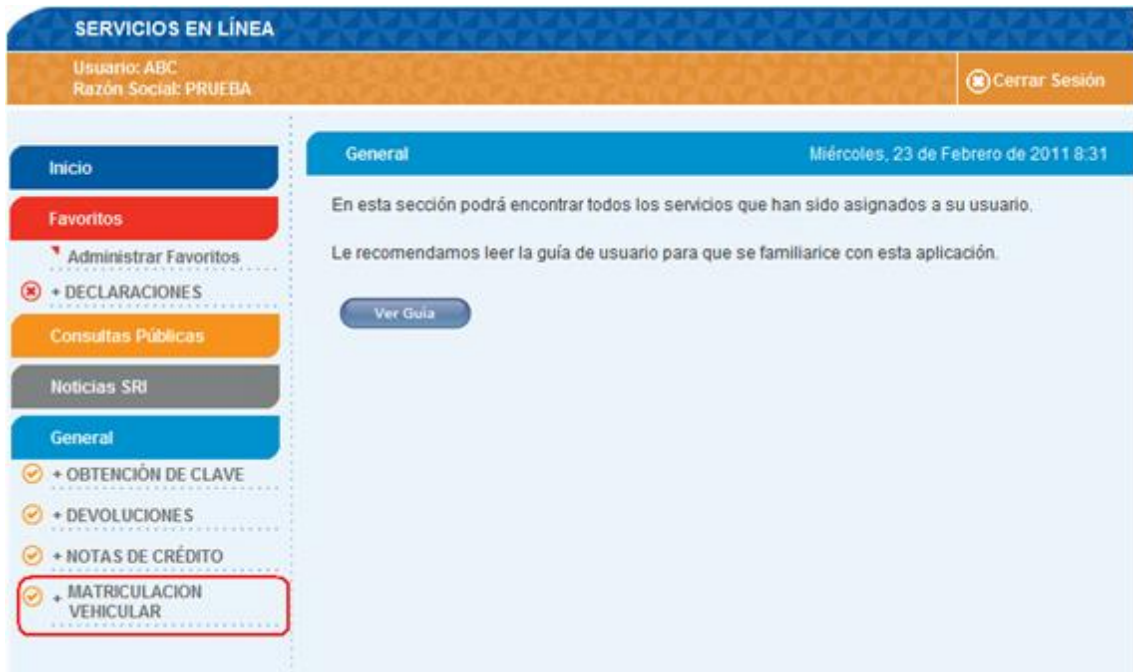 SERVICIOS EN LÍNEA
Usuario: ABC
Razón Social: PRUEBA
Cerrar Sesión
Inicio
Favoritos
Administrar Favoritos
+ DECLARACIONES
Consultas Públicas
Noticias SRI
General
+ OBTENCIÓN DE CLAVE
+ DEVOLUCIONES
+ NOTAS DE CRÉDITO
+ MATRICULACION
VEHICULAR
General
Miércoles, 23 de Febrero de 2011 8:31
En esta sección podrá encontrar todos los servicios que han sido asignados a su usuario.
Le recomendamos leer la guía de usuario para que se familiarice con esta aplicación.
Ver Guía